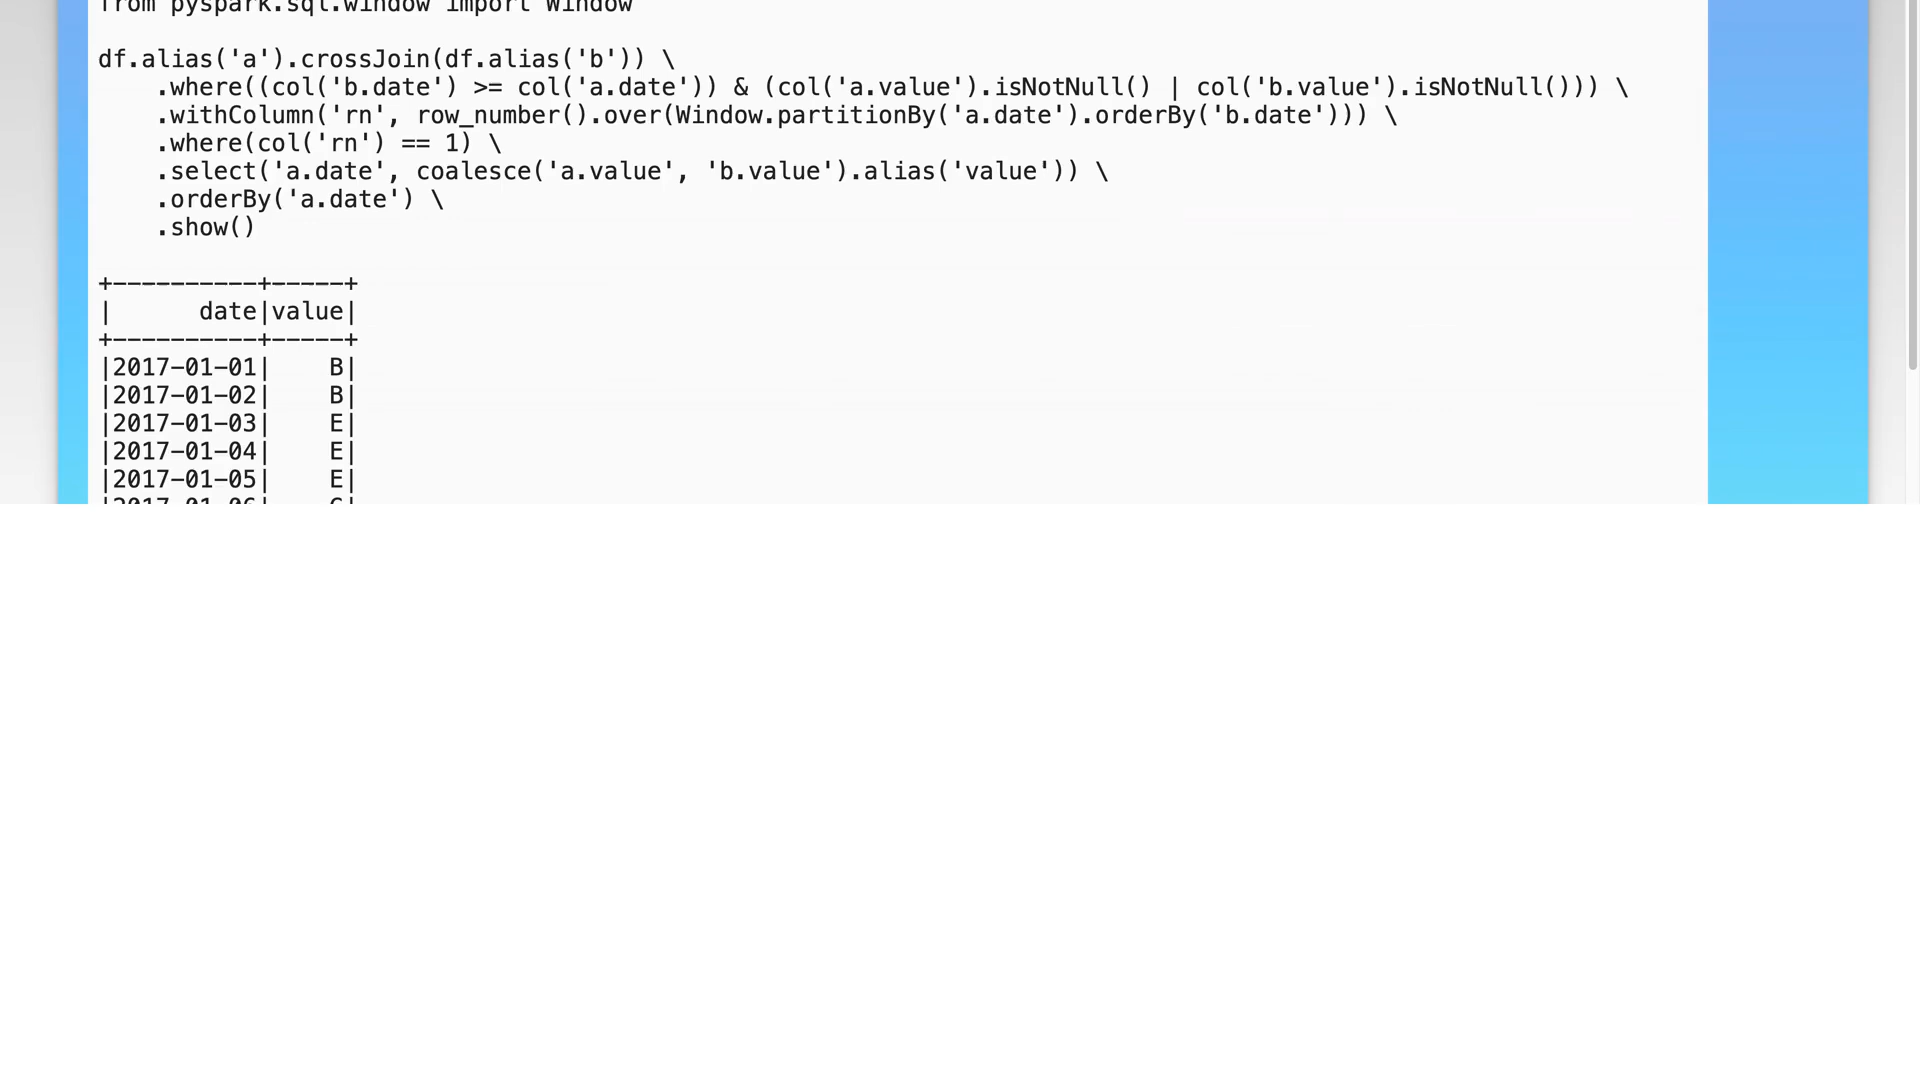 from pyspark.sql.window import Window
df.alias('a').crossJoin(df.alias('b')) \
.where((col('b.date') >= col('a.date')) & (col('a.value').isNotNull() | col('b.value').isNotNull())) \
.withColumn('rn', row_number().over(Window.partitionBy('a.date').orderBy('b.date'))) \
.where(col('rn') == 1) \
.select('a.date', coalesce('a.value', 'b.value').alias('value')) \
.orderBy('a.date') \
.show()
+----------+-----+
|      date|value|
+----------+-----+
|2017-01-01|    B|
|2017-01-02|    B|
|2017-01-03|    E|
|2017-01-04|    E|
|2017-01-05|    E|
|2017-01-06|